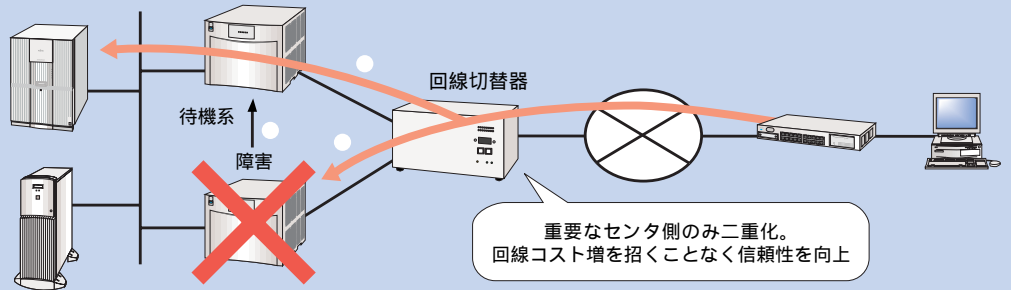 回線切替器
待機系
障害
重要なセンタ側のみ二重化。
回線コスト増を招くことなく信頼性を向上